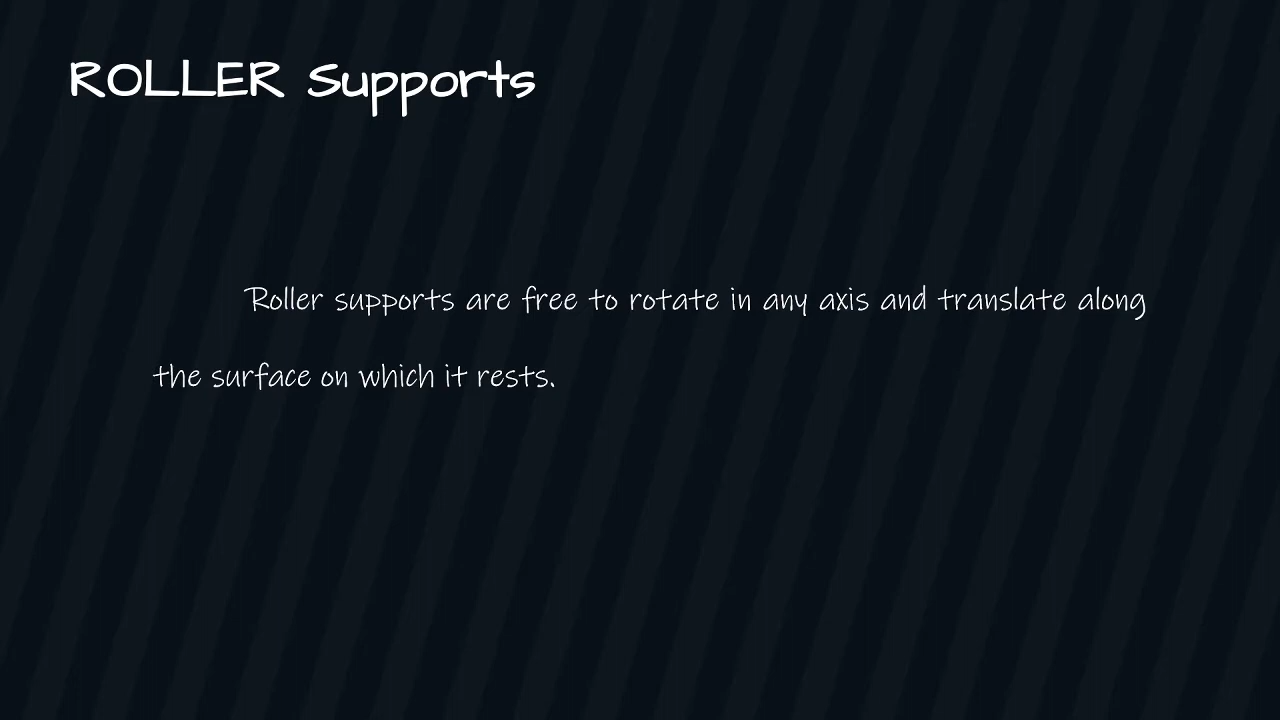 ROLLER Supports
Roller supports are free to rotate in any axis and translate along
the surface on which it rests.